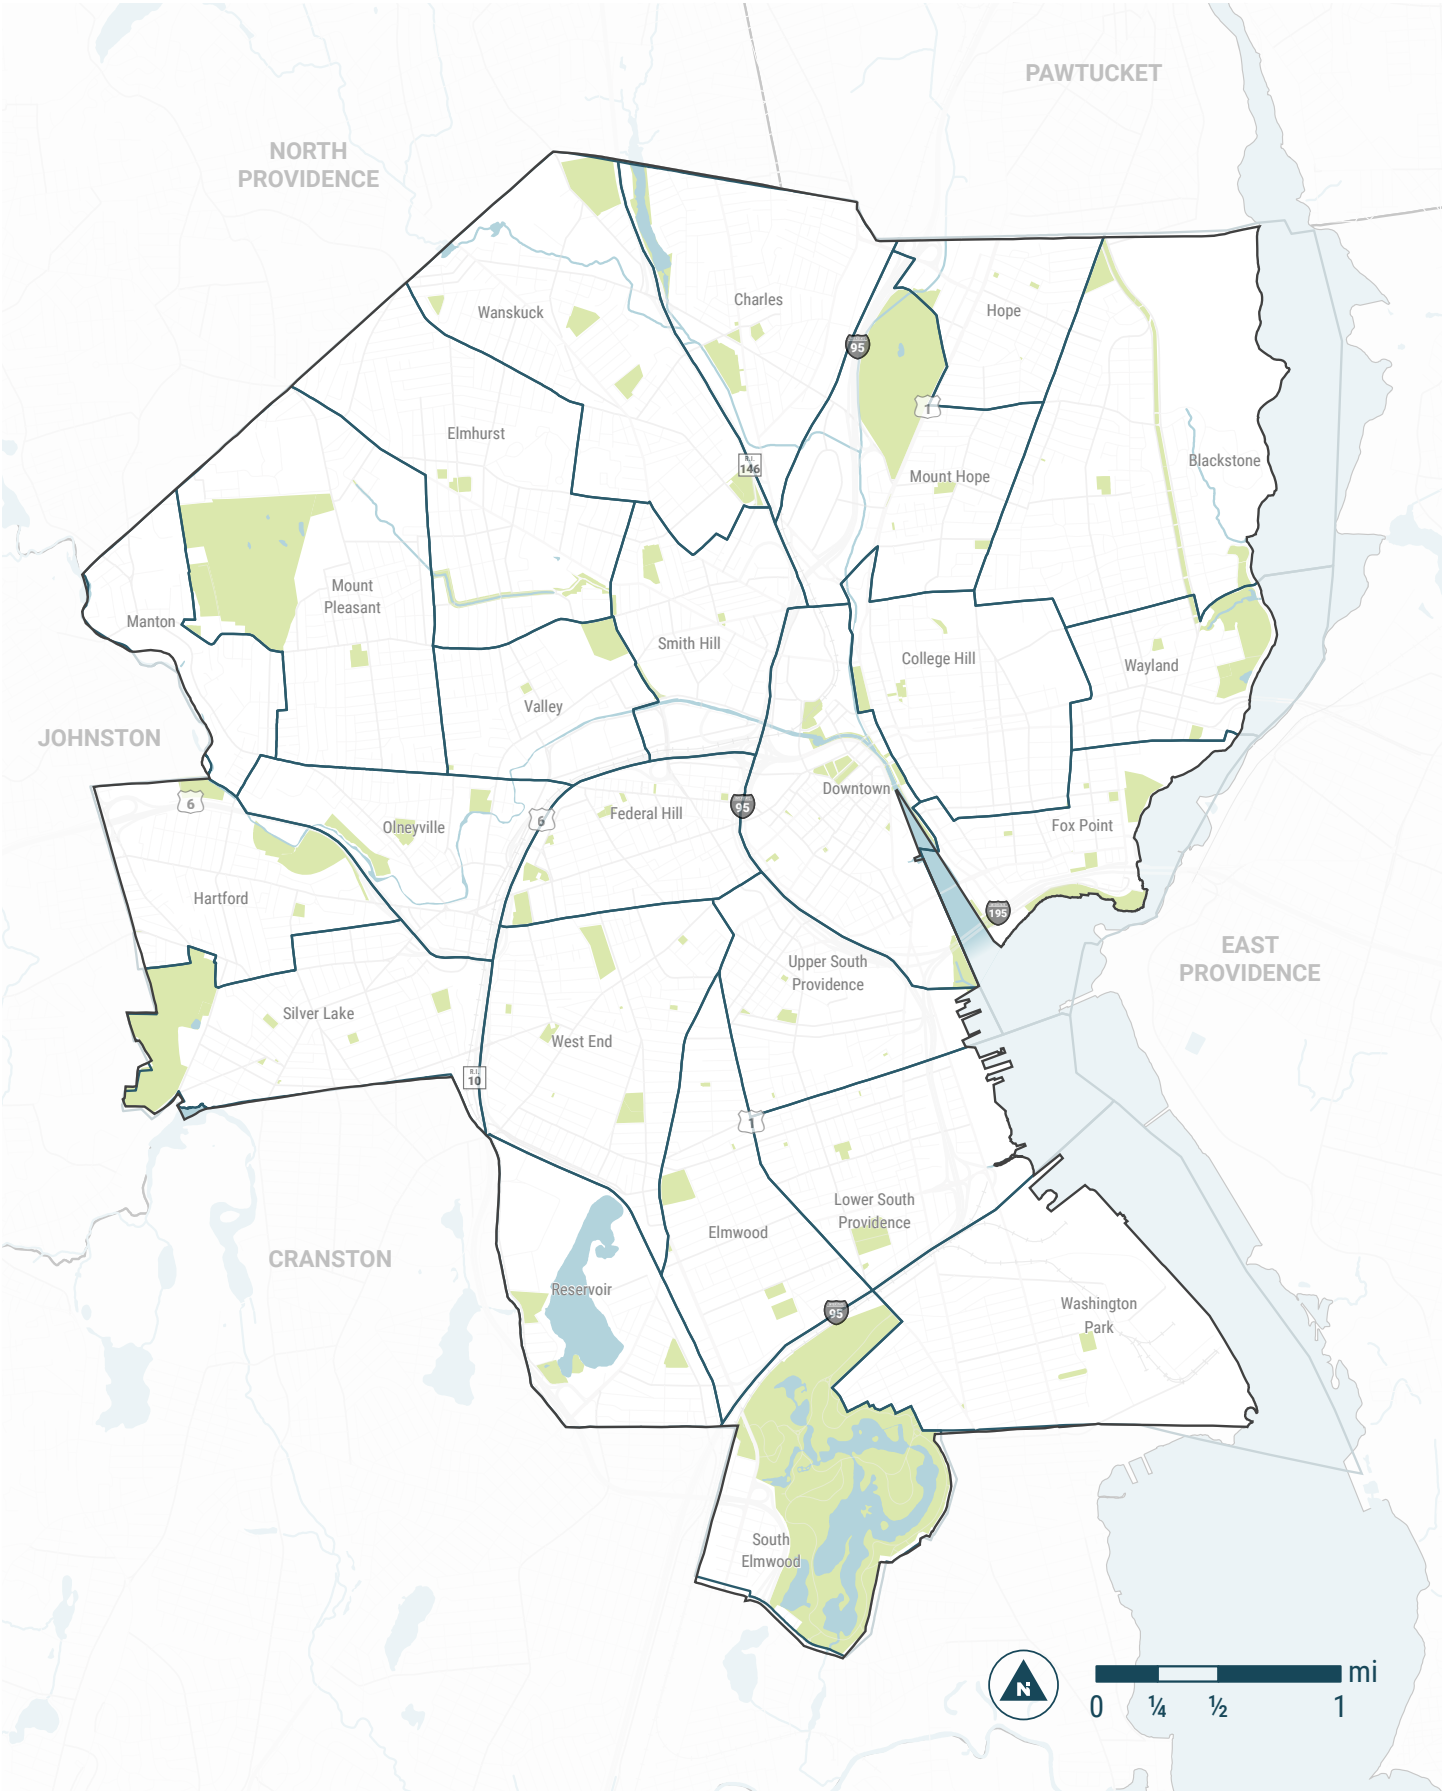 PAWTUCKET
NORTH
PROVIDENCE
Wanskuck
Charles
Hope
95
1
Elmhurst
R.I.
146
Mount Hope
Blackstone
Mount
Pleasant
Manton
Smith Hill
College Hill
Wayland
Valley
JOHNSTON
6
Olneyville
6
Federal Hill
95
Downtown
Fox Point
Hartford
195
EAST
PROVIDENCE
Upper South
Providence
Silver Lake
West End
R.I.
10
1
Lower South
Providence
Elmwood
CRANSTON
Reservoir
95
Washington
Park
South
Elmwood
N
mi
0 ¼ ½ 1